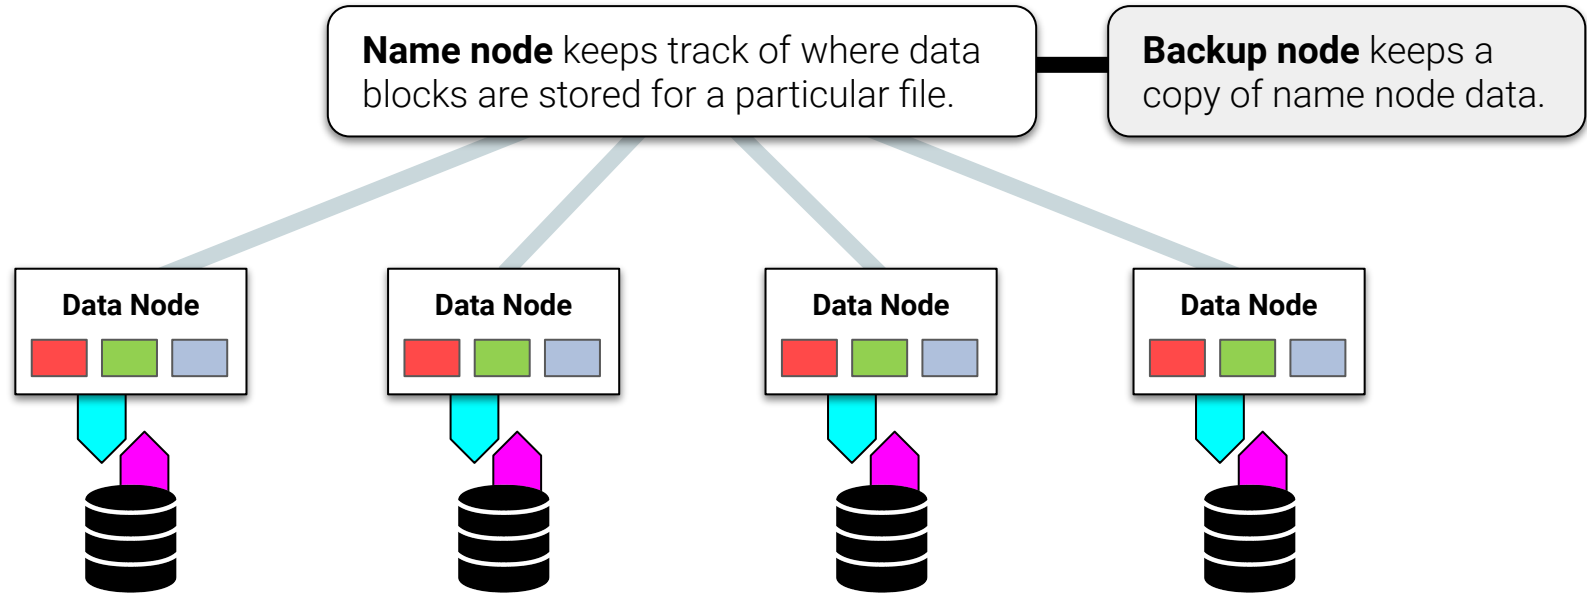 Name node keeps track of where data
blocks are stored for a particular file.
Backup node keeps a
copy of name node data.
Data Node
Data Node
Data Node
Data Node